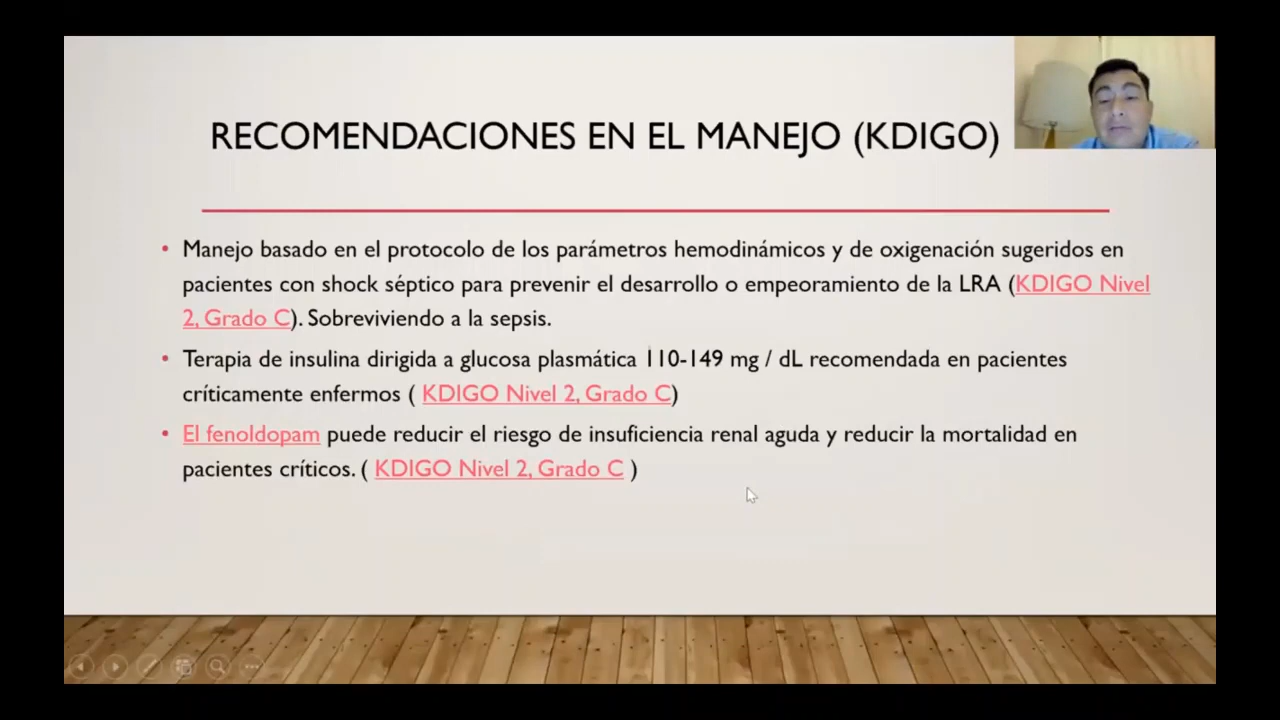 RECOMENDACIONES EN EL MANEJO (KDIGO)
• Manejo basado en el protocolo de los parámetros hemodinámicos y de oxigenación sugeridos en
pacientes con shock séptico para prevenir el desarrollo o empeoramiento de la LRA (KDIGO Nivel
2, Grado C). Sobreviviendo a la sepsis.
• Terapia de insulina dirigida a glucosa plasmática 110-149 mg / dL recomendada en pacientes
críticamente enfermos ( KDIGO Nivel 2, Grado C)
• El fenoldopam puede reducir el riesgo de insuficiencia renal aguda y reducir la mortalidad en
pacientes críticos. ( KDIGO Nivel 2, Grado C )